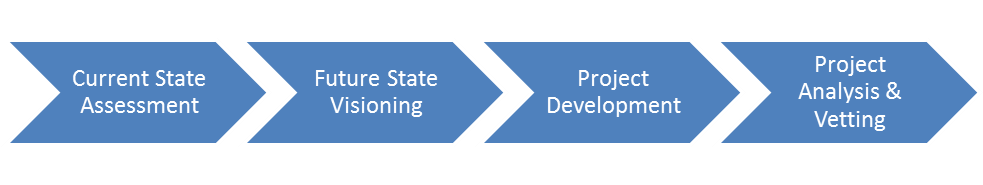 Current State
Assessment
Future State
Visioning
Project
Development
Project
Analysis &
Vetting